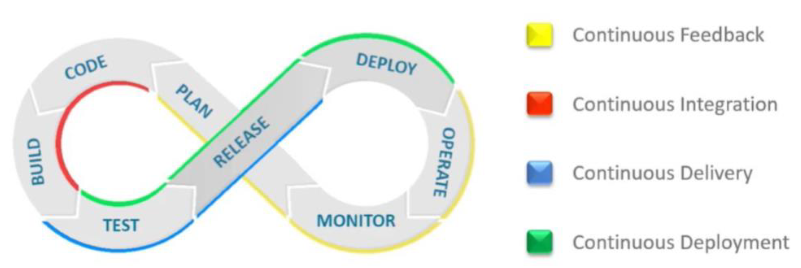 CODE
PLAN
BUILD
TEST
RELEASE
DEPLOY
OPERATE
MONITOR
Continuous Feedback
Continuous Integration
Continuous Delivery
Continuous Deployment